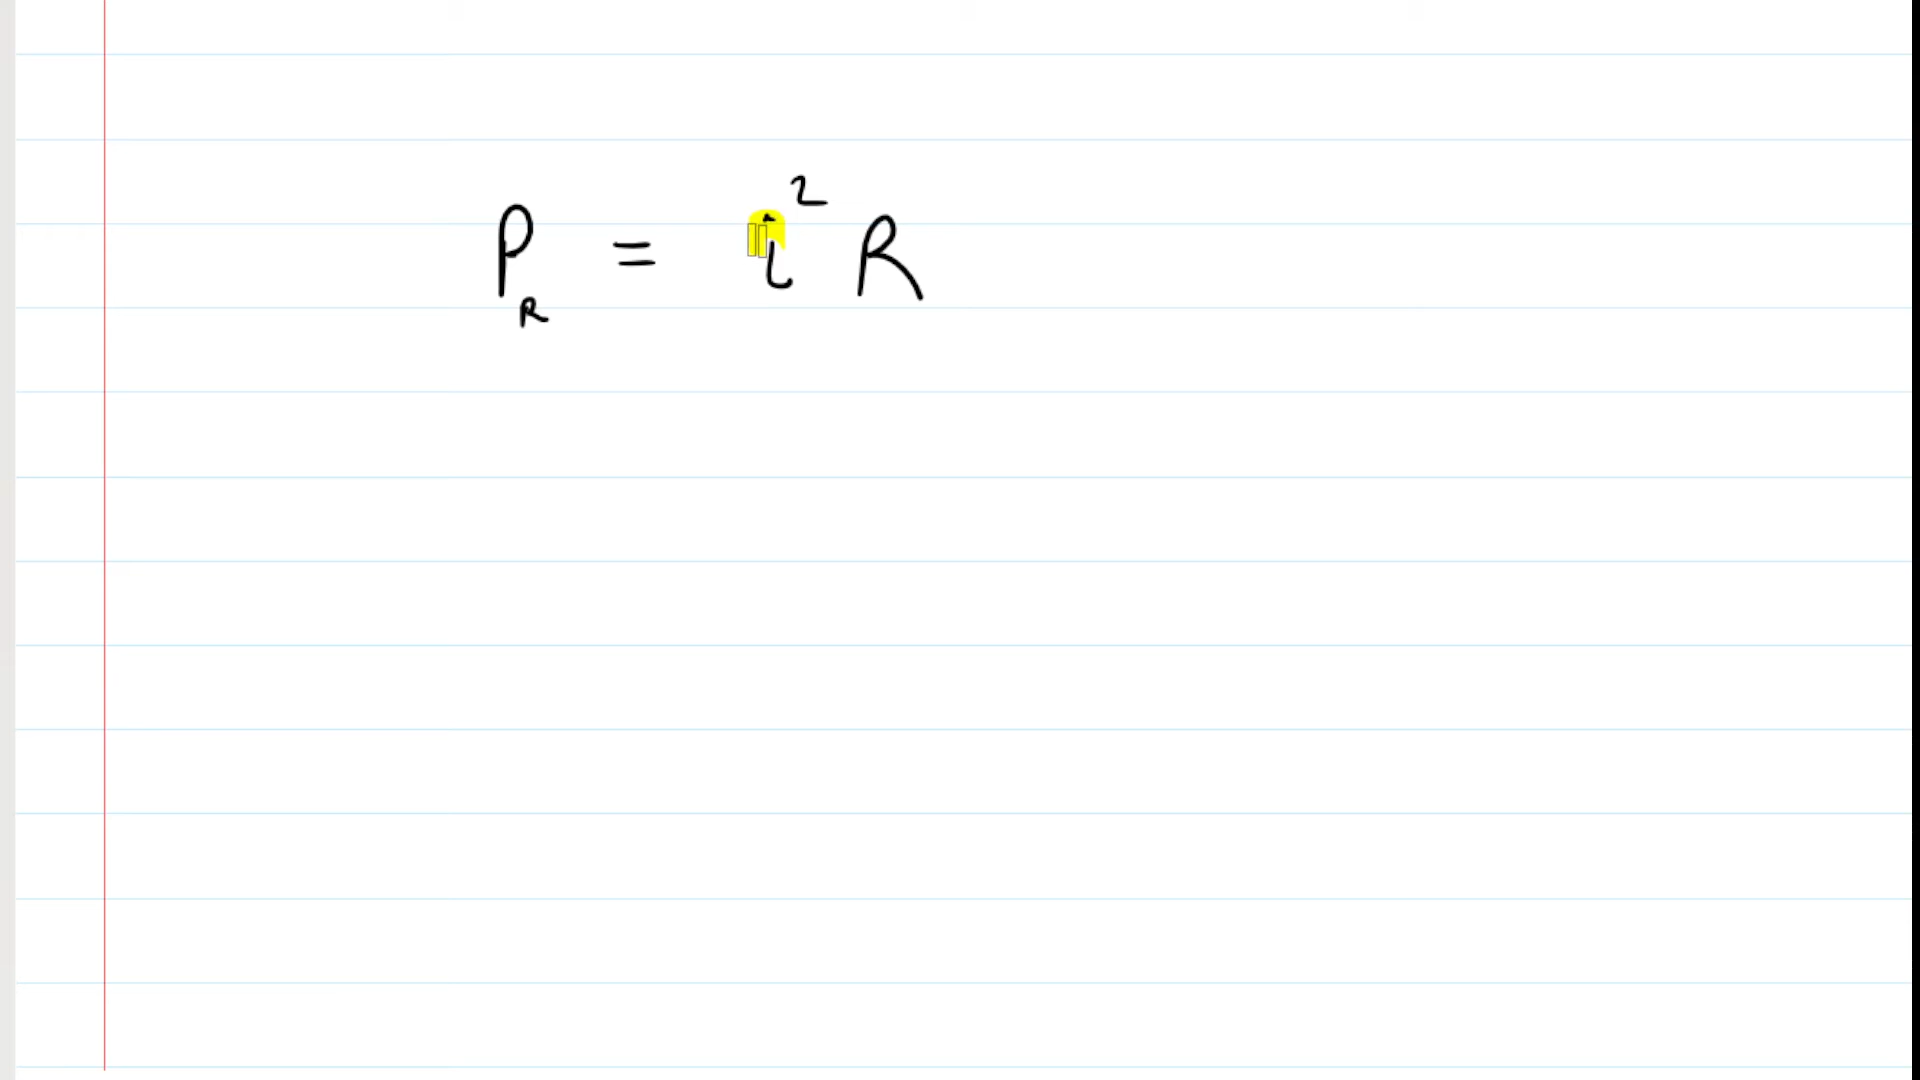 P_R = i² R